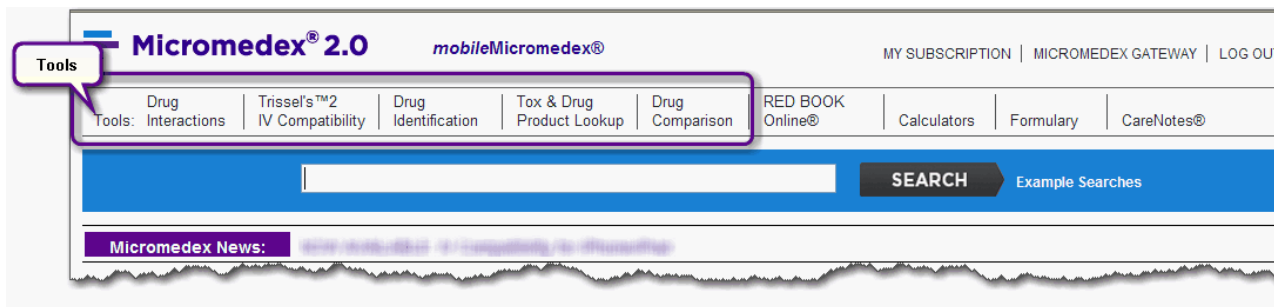 Micromedex® 2.0
mobileMicromedex®
MY SUBSCRIPTION | MICROMEDEX GATEWAY | LOG OU
Tools
Tools:
Drug
Interactions
Trissel's™2
IV Compatibility
Drug
Identification
Tox & Drug
Product Lookup
Drug
Comparison
RED BOOK
Online®
Calculators
Formulary
CareNotes®
SEARCH
Example Searches
Micromedex News: